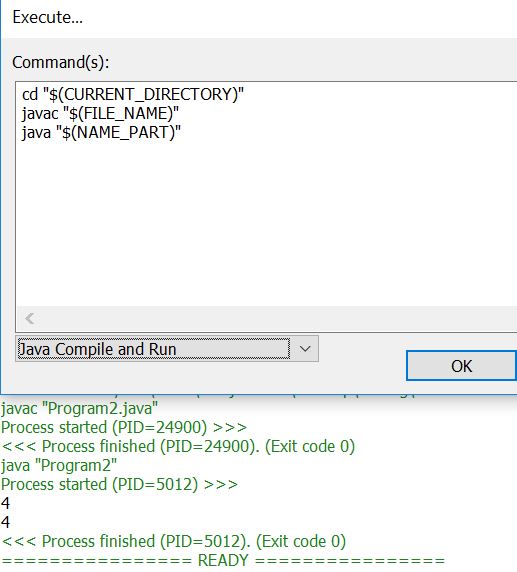 Execute...
Command(s):
cd "$(CURRENT_DIRECTORY)"
javac "$(FILE_NAME)"
java "$(NAME_PART)"
Java Compile and Run
OK
javac "Program2.java"
Process started (PID=24900) >>>
<<< Process finished (PID=24900). (Exit code 0)
java "Program2"
Process started (PID=5012) >>>
4
4
<<< Process finished (PID=5012). (Exit code 0)
================ READY ================